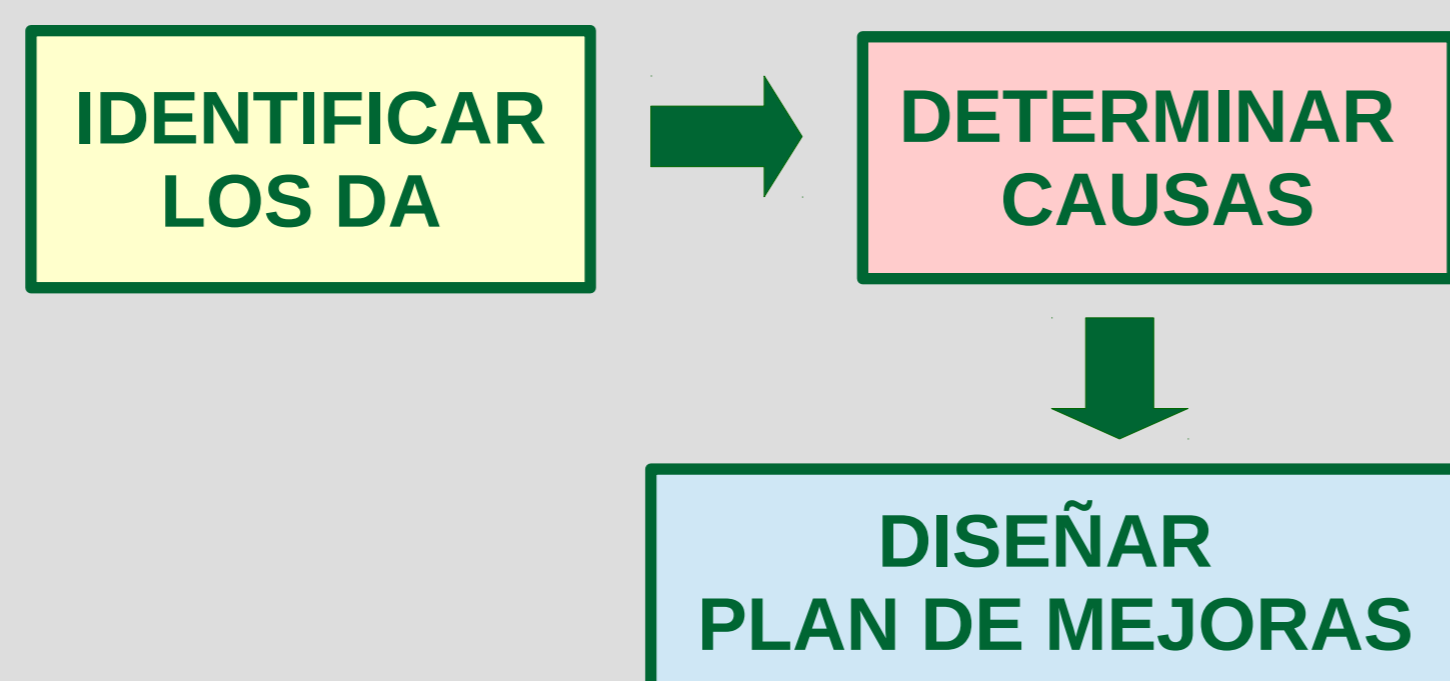 IDENTIFICAR
LOS DA
DETERMINAR
CAUSAS
DISEÑAR
PLAN DE MEJORAS